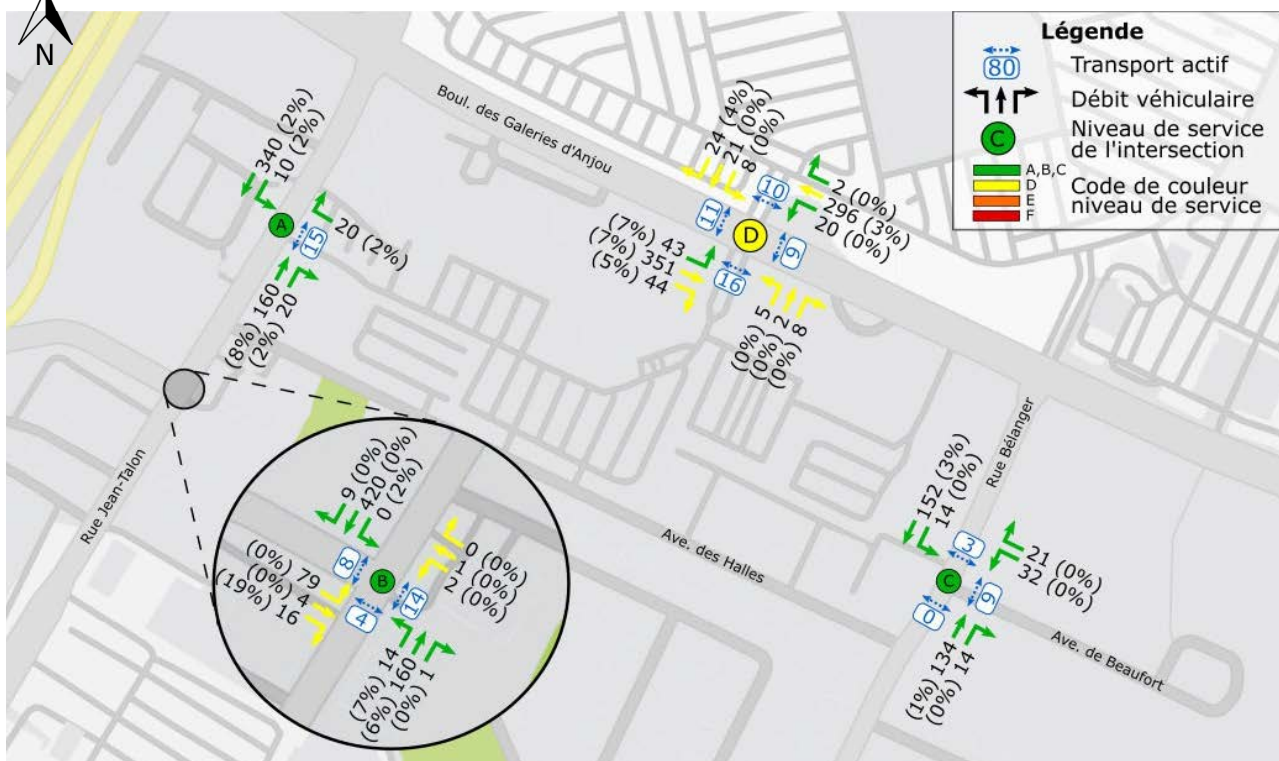 N
Légende
80
Transport actif
Débit véhiculaire
C
Niveau de service
de l'intersection
A,B,C
D
E
F
Code de couleur
niveau de service
Boul. des Galeries d'Anjou
340 (2%)
10 (2%)
A
15
20 (2%)
(8%) 160
(2%) 20
24 (4%)
21 (0%)
8 (0%)
10
11
D
9
16
2 (0%)
296 (3%)
20 (0%)
(7%) 43
(7%) 351
(5%) 44
(0%) 5
(0%) 2
(0%) 8
Rue Jean-Talon
9 (0%)
420 (0%)
0 (2%)
8
B
14
4
0 (0%)
1 (0%)
2 (0%)
(0%) 79
(0%) 4
(19%) 16
(7%) 14
(6%) 160
(0%) 1
Ave. des Halles
Rue Bélanger
152 (3%)
14 (0%)
3
C
9
0
21 (0%)
32 (0%)
(1%) 134
(0%) 14
Ave. de Beaufort